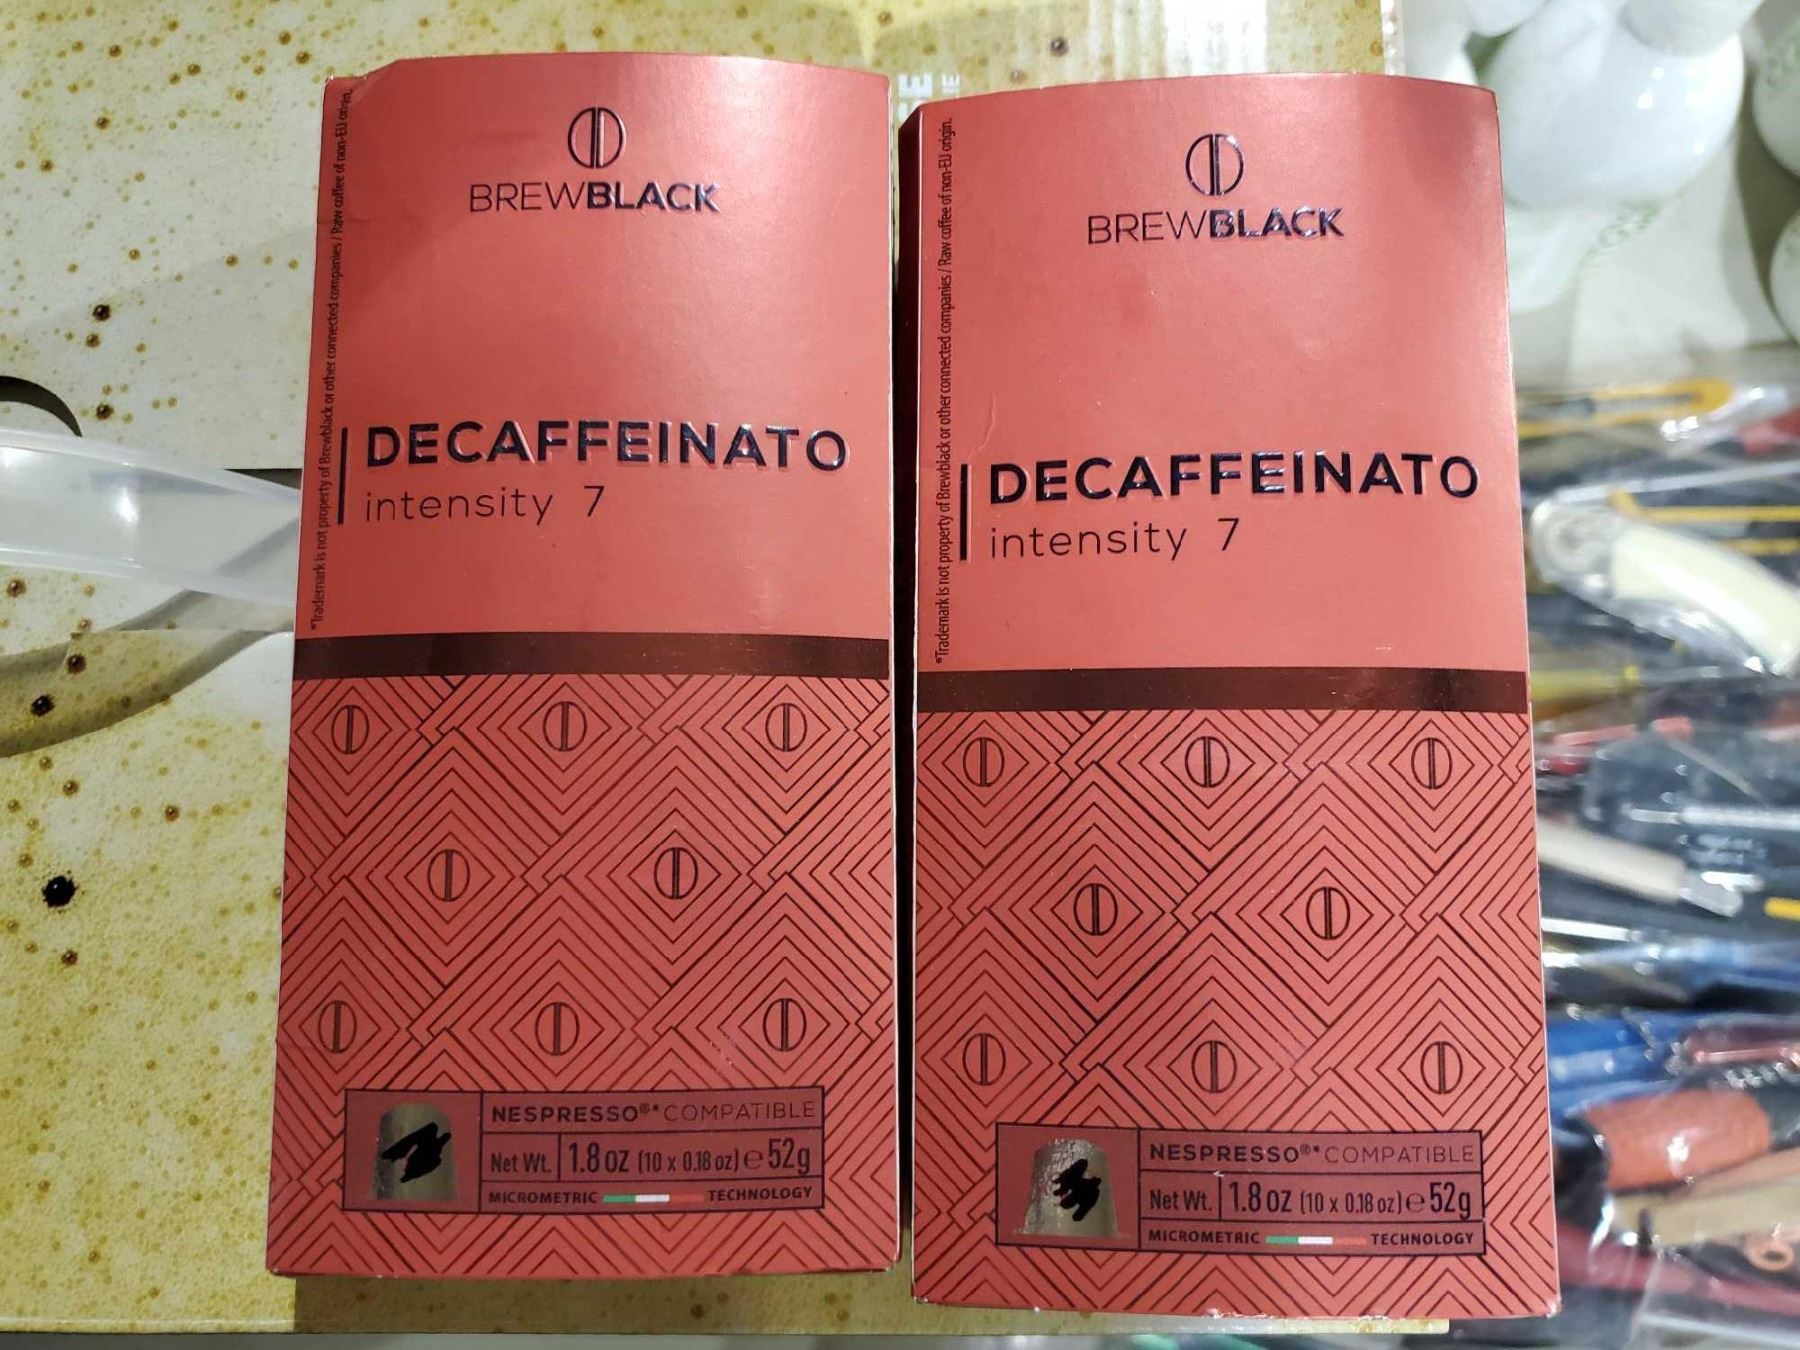 BREWBLACK
*Trademark is not property of Brewblack or other connected companies / Raw coffee of non-EU origin.
DECAFFEINATO
intensity 7
NESPRESSO®* COMPATIBLE
Net Wt. 1.8 oz (10 x 0.18 oz) e 52g
MICROMETRIC TECHNOLOGY
BREWBLACK
*Trademark is not property of Brewblack or other connected companies / Raw coffee of non-EU origin.
DECAFFEINATO
intensity 7
NESPRESSO®* COMPATIBLE
Net Wt. 1.8 oz (10 x 0.18 oz) e 52g
MICROMETRIC TECHNOLOGY